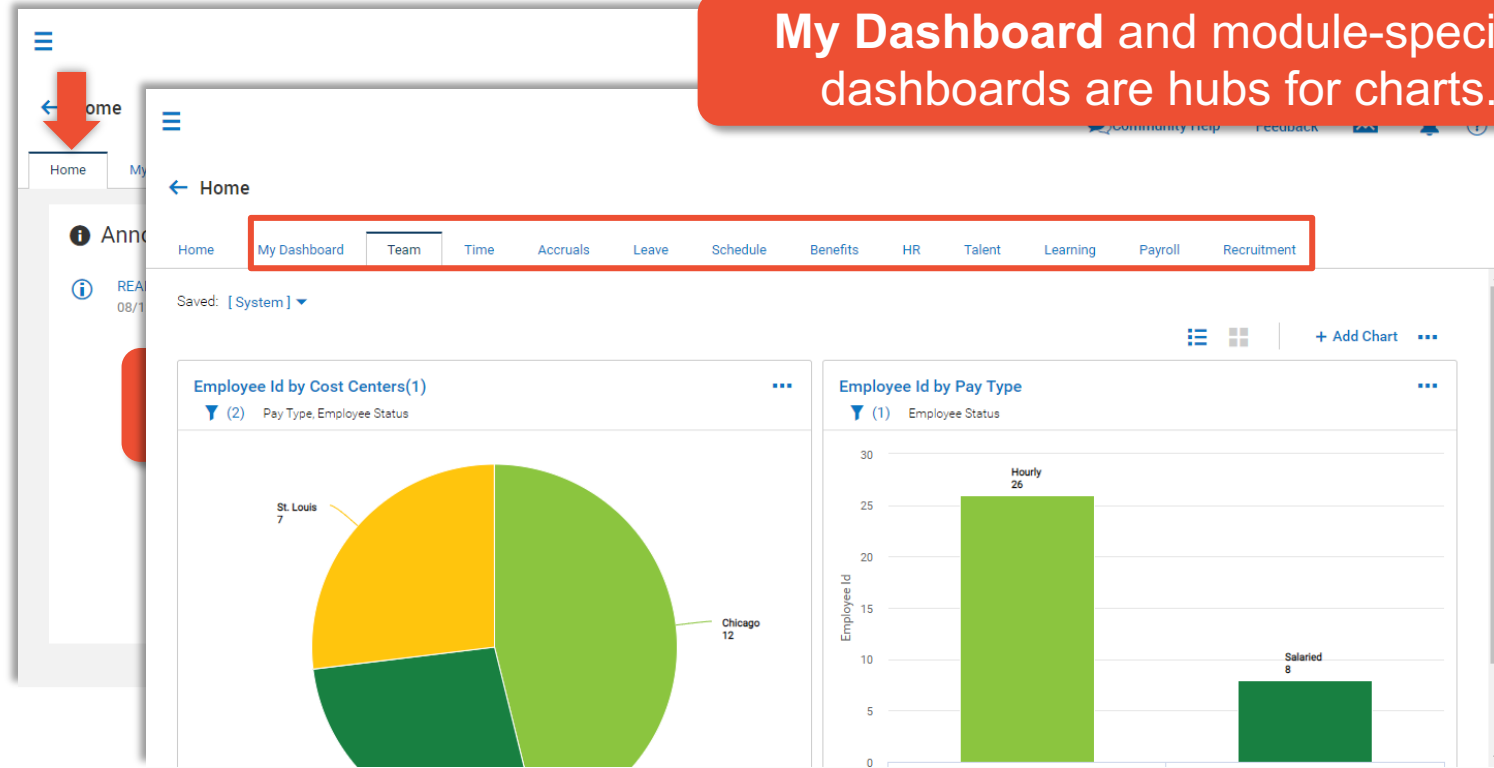 My Dashboard and module-speci
dashboards are hubs for charts.
Home
My
Community Help Feedback
Home
Home My Dashboard Team Time Accruals Leave Schedule Benefits HR Talent Learning Payroll Recruitment
Saved: [ System ]
+ Add Chart
08/1
Employee Id by Cost Centers(1)
(2) Pay Type, Employee Status
St. Louis
7
Chicago
12
Employee Id by Pay Type
(1) Employee Status
30
25
20
15
10
5
0
Employee Id
Hourly
26
Salaried
8